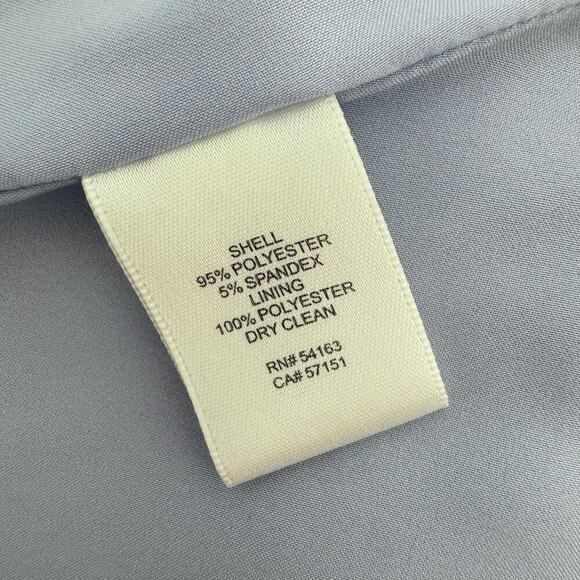 SHELL
95% POLYESTER
5% SPANDEX
LINING
100% POLYESTER
DRY CLEAN
RN# 54163
CA# 57151